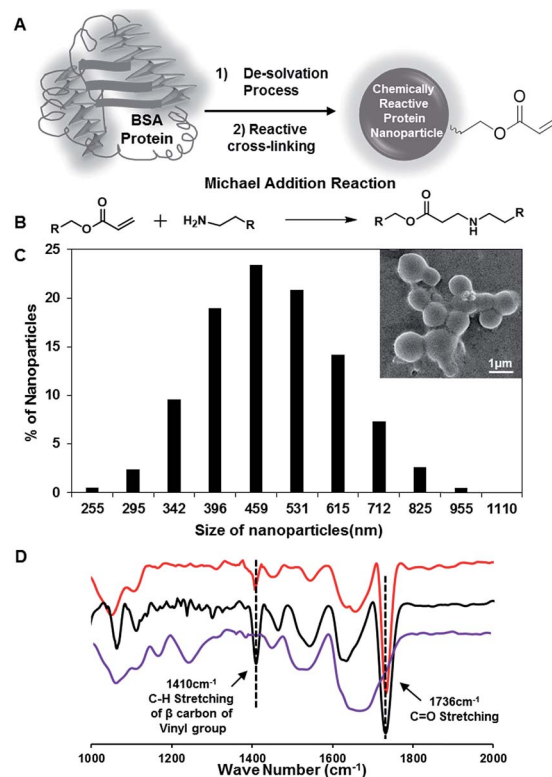 A
BSA
Protein
1) De-solvation
Process
2) Reactive
cross-linking
Chemically
Reactive
Protein
Nanoparticle
O
O
Michael Addition Reaction
B
R
O
O
+
H₂N
R
R
O
O
H
N
R
C
% of Nanoparticles
25
20
15
10
5
0
1μm
255 295 342 396 459 531 615 712 825 955 1110
Size of nanoparticles(nm)
D
1410cm⁻¹
C-H Stretching
of β carbon of
Vinyl group
1736cm⁻¹
C=O Stretching
1000 1200 1400 1600 1800 2000
Wave Number (cm⁻¹)